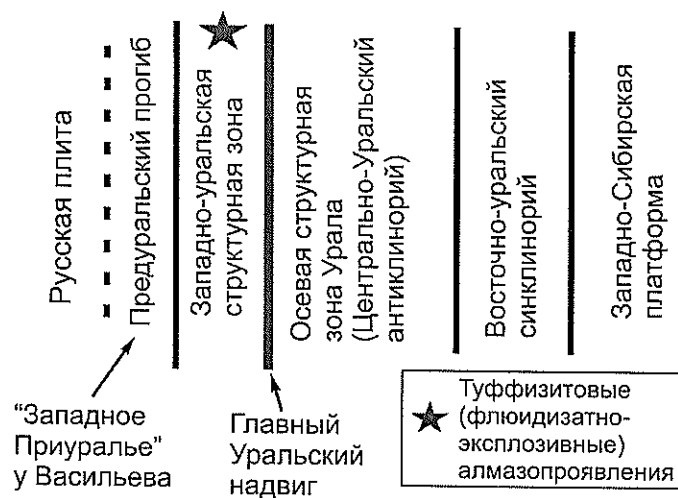 Русская плита
Предуральский прогиб
Западно-уральская
структурная зона
Осевая структурная
зона Урала
(Центрально-Уральский
антиклинорий)
Восточно-уральский
синклинорий
Западно-Сибирская
платформа
"Западное
Приуралье"
у Васильева
Главный
Уральский
надвиг
Туффизитовые
(флюидизатно-
эксплозивные)
алмазопроявления